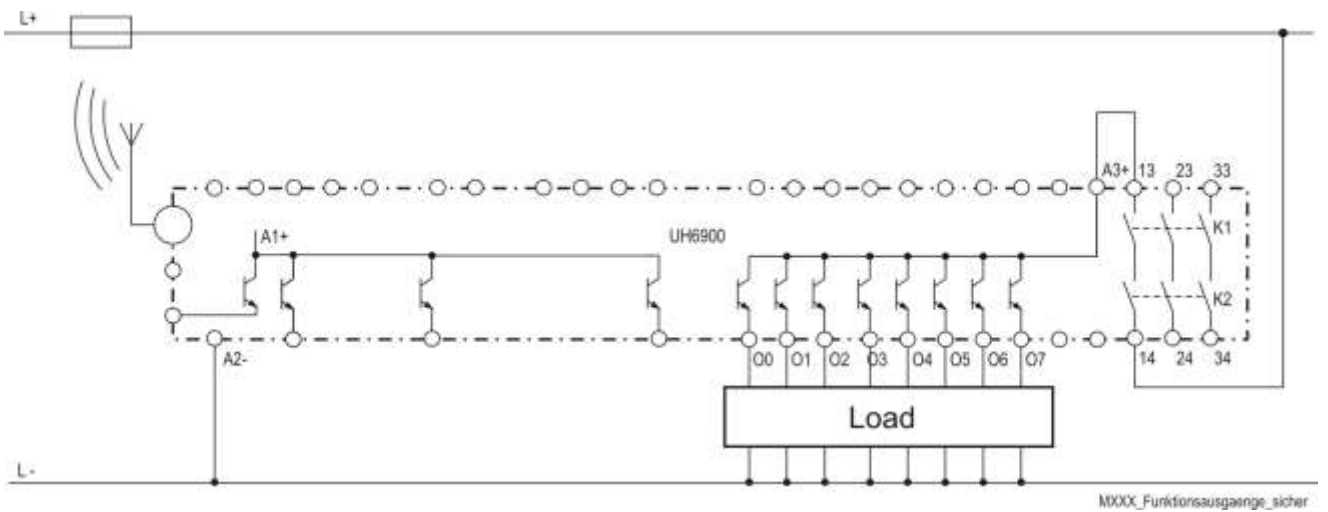 L+
A3+ 13 23 33
A1+ UH6900 K1
K2
A2- O0 O1 O2 O3 O4 O5 O6 O7 14 24 34
Load
L -
MXXX_Funktionsausgaenge_sicher